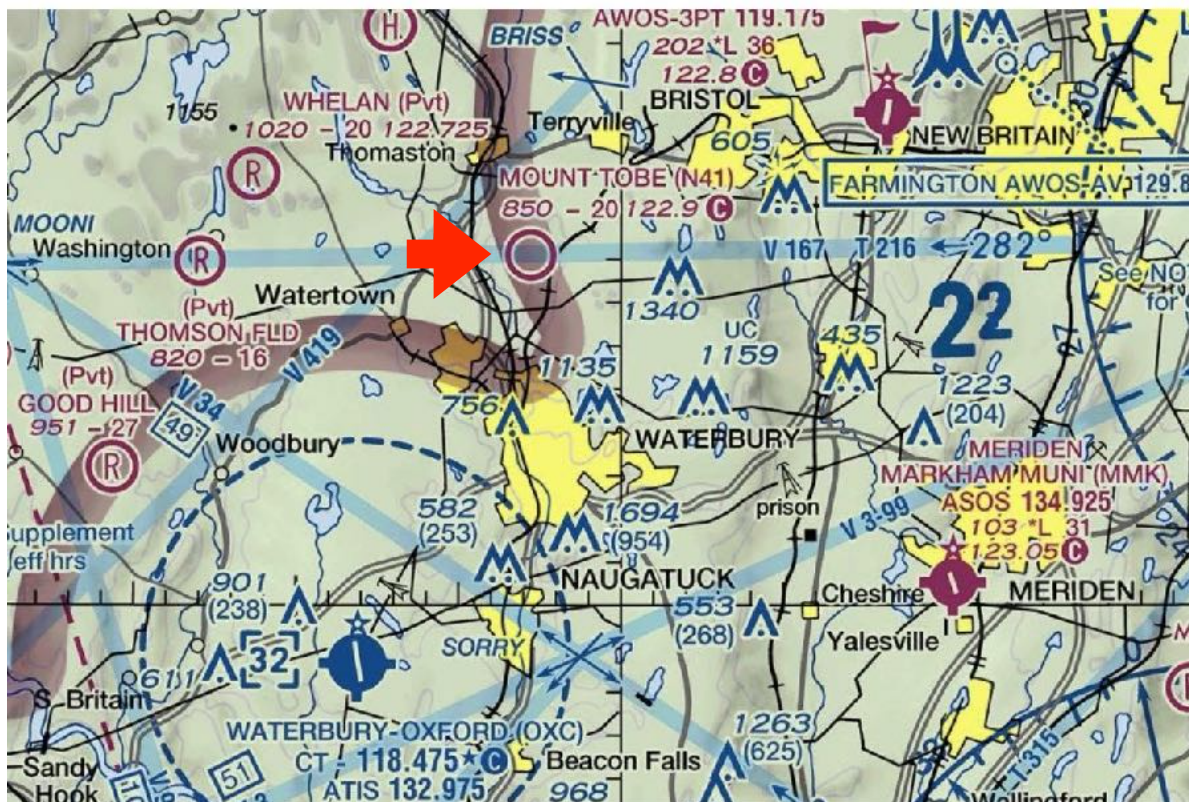 AWOS-3PT 119.175
202 *L 36
122.8 C
H
BRISS
BRISTOL
1155
WHELAN (Pvt)
1020 - 20 122.725
Terryville
605
NEW BRITAIN
Thomaston
R
MOUNT TOBE (N41)
850 - 20 122.9 C
FARMINGTON AWOS-AV 129.8
30
MOONI
Washington
R
V 167 T 216 282°
See NO
for
(Pvt)
THOMSON FLD
820 - 16
Watertown
1340
22
UC
1159
435
27
V 419
(Pvt)
GOOD HILL
951 - 27
V 34
49
1135
756
1223
(204)
R
Woodbury
WATERBURY
MERIDEN
MARKHAM MUNI (MMK)
ASOS 134.925
103 *L 31
123.05 C
upplement
eff hrs
582
(253)
1694
(954)
prison
V 3-99
901
(238)
NAUGATUCK
553
(268)
Cheshire
MERIDEN
32
SORRY
Yalesville
611
S. Britain
WATERBURY-OXFORD (OXC)
CT - 118.475 * C
ATIS 132.975
1263
(625)
T 315
Sandy
Hook
51
Beacon Falls
968
Wallingford